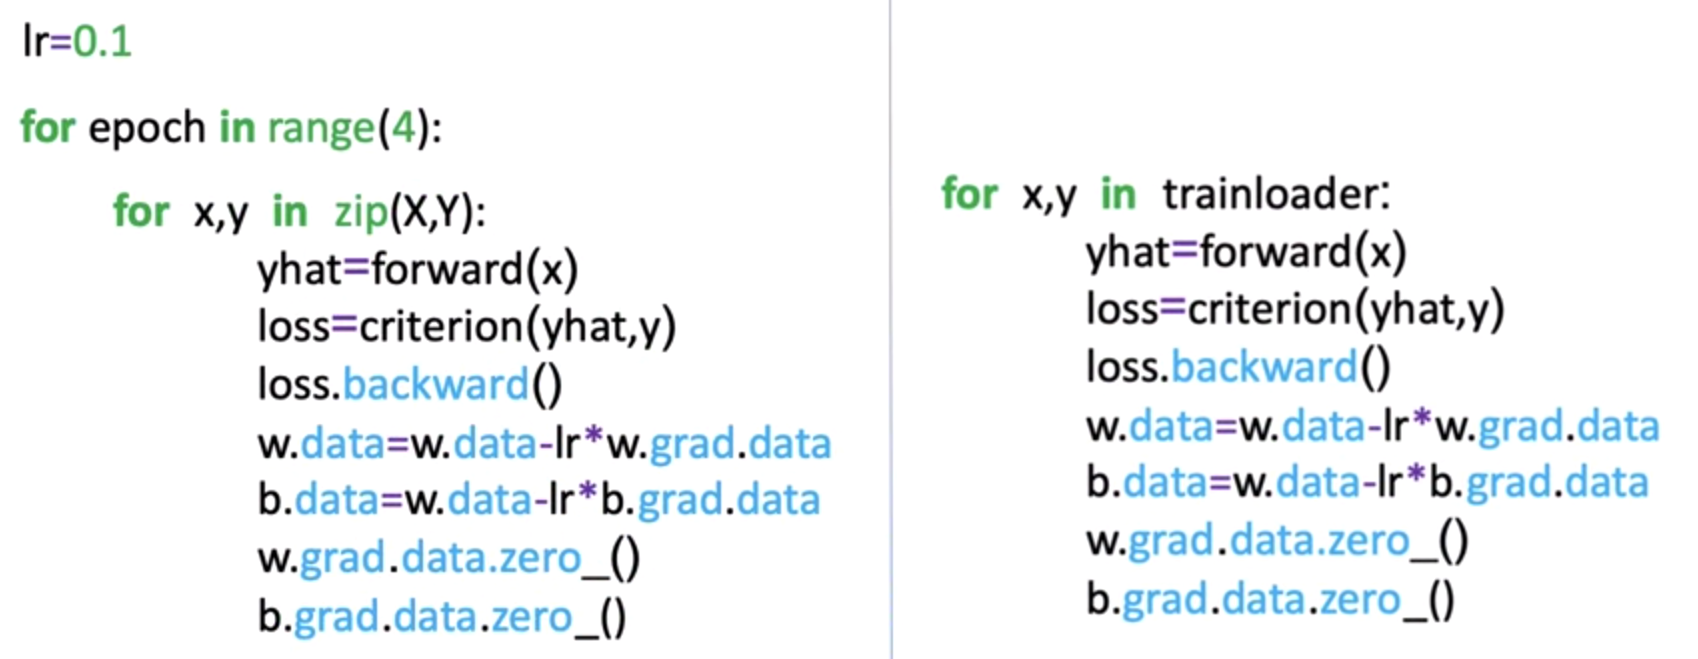 lr=0.1
for epoch in range(4):
for x,y in zip(X,Y):
yhat=forward(x)
loss=criterion(yhat,y)
loss.backward()
w.data=w.data-lr*w.grad.data
b.data=w.data-lr*b.grad.data
w.grad.data.zero_()
b.grad.data.zero_()
for x,y in trainloader:
yhat=forward(x)
loss=criterion(yhat,y)
loss.backward()
w.data=w.data-lr*w.grad.data
b.data=w.data-lr*b.grad.data
w.grad.data.zero_()
b.grad.data.zero_()